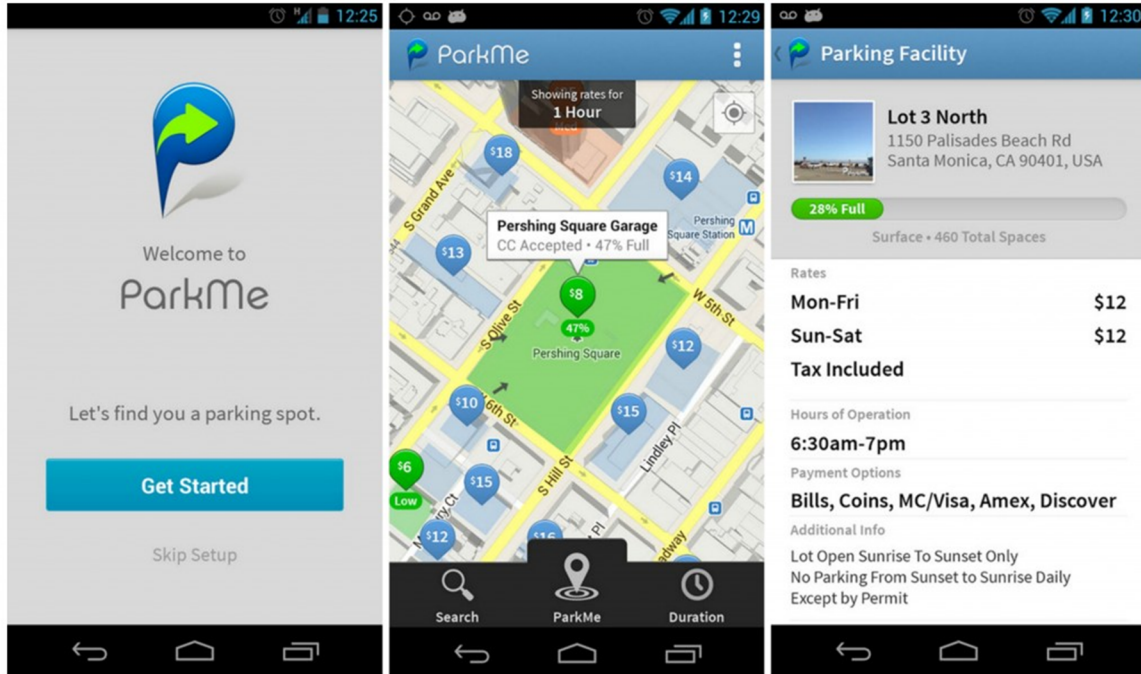 12:25
Welcome to
ParkMe
Let's find you a parking spot.
Get Started
Skip Setup
12:29
ParkMe
Showing rates for
1 Hour
Med
$18
$14
S Grand Ave
Pershing Square Garage
CC Accepted • 47% Full
Pershing
Square Station
M
$13
$8
47%
Pershing Square
S Olive St
W 5th St
$12
$10
W 6th St
$15
Lindley Pl
$6
Low
$15
S Hill St
$12
$16
Search
ParkMe
Duration
12:30
Parking Facility
Lot 3 North
1150 Palisades Beach Rd
Santa Monica, CA 90401, USA
28% Full
Surface • 460 Total Spaces
Rates
Mon-Fri $12
Sun-Sat $12
Tax Included
Hours of Operation
6:30am-7pm
Payment Options
Bills, Coins, MC/Visa, Amex, Discover
Additional Info
Lot Open Sunrise To Sunset Only
No Parking From Sunset to Sunrise Daily
Except by Permit